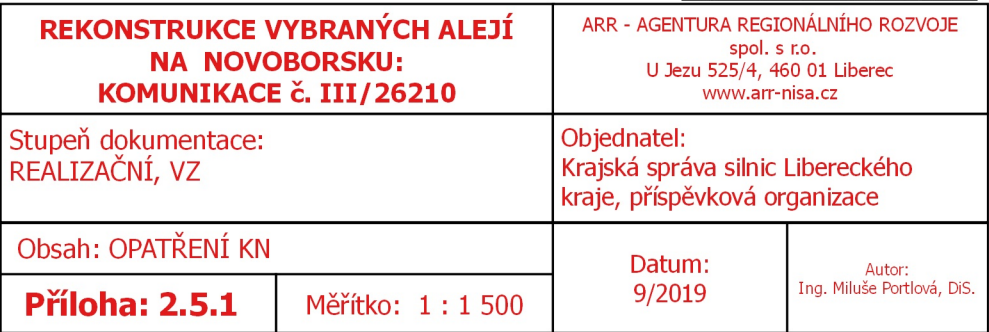 REKONSTRUKCE VYBRANÝCH ALEJÍ
NA NOVOBORSKU:
KOMUNIKACE č. III/26210
ARR - AGENTURA REGIONÁLNÍHO ROZVOJE
spol. s r.o.
U Jezu 525/4, 460 01 Liberec
www.arr-nisa.cz
Stupeň dokumentace:
REALIZAČNÍ, VZ
Objednatel:
Krajská správa silnic Libereckého
kraje, příspěvková organizace
Obsah: OPATŘENÍ KN
Příloha: 2.5.1
Měřítko: 1 : 1 500
Datum:
9/2019
Autor:
Ing. Miluše Portlová, DiS.